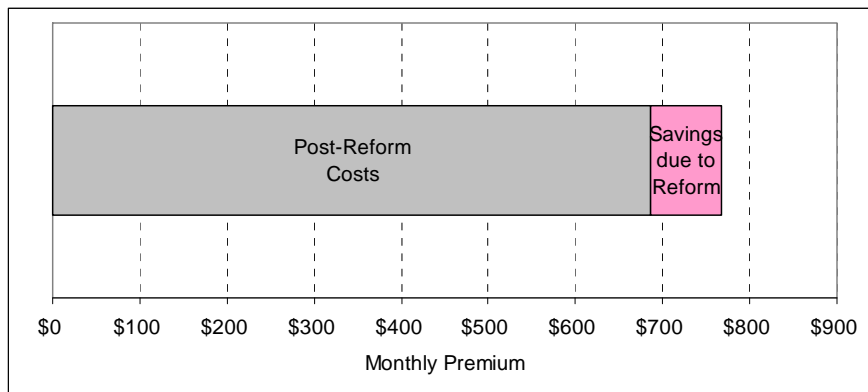 Post-Reform
Costs
Savings
due to
Reform
$0 $100 $200 $300 $400 $500 $600 $700 $800 $900
Monthly Premium